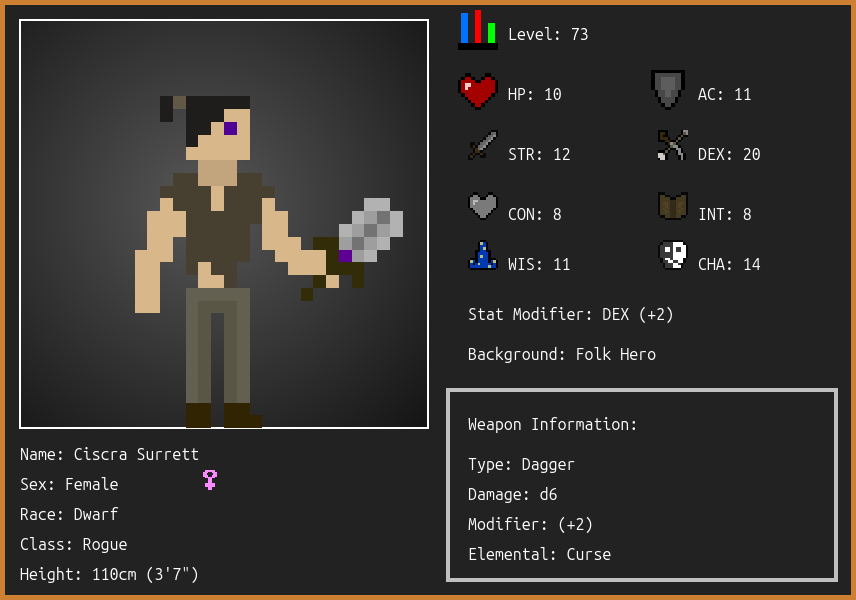 Level: 73
HP: 10
AC: 11
STR: 12
DEX: 20
CON: 8
INT: 8
WIS: 11
CHA: 14
Stat Modifier: DEX (+2)
Background: Folk Hero
Weapon Information:
Type: Dagger
Damage: d6
Modifier: (+2)
Elemental: Curse
Name: Ciscra Surrett
Sex: Female
Race: Dwarf
Class: Rogue
Height: 110cm (3'7")